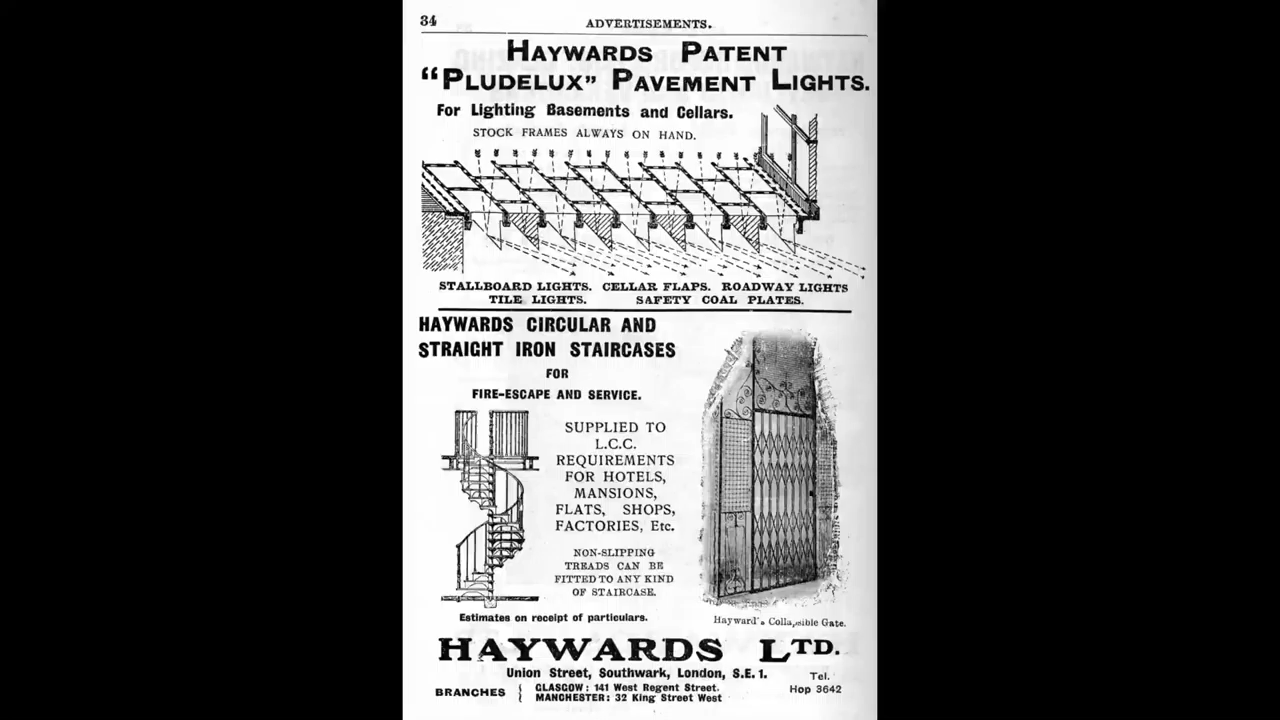 34
ADVERTISEMENTS.
HAYWARDS PATENT
"PLUDELUX" PAVEMENT LIGHTS.
For Lighting Basements and Cellars.
STOCK FRAMES ALWAYS ON HAND.
STALLBOARD LIGHTS. CELLAR FLAPS. ROADWAY LIGHTS
TILE LIGHTS. SAFETY COAL PLATES.
HAYWARDS CIRCULAR AND
STRAIGHT IRON STAIRCASES
FOR
FIRE-ESCAPE AND SERVICE.
SUPPLIED TO
L.C.C.
REQUIREMENTS
FOR HOTELS,
MANSIONS,
FLATS, SHOPS,
FACTORIES, Etc.
NON-SLIPPING
TREADS CAN BE
FITTED TO ANY KIND
OF STAIRCASE.
Estimates on receipt of particulars.
Hayward's Collapsible Gate.
HAYWARDS LTD.
Union Street, Southwark, London, S.E. 1.
Tel.
Hop 3642
BRANCHES { GLASGOW: 141 West Regent Street.
MANCHESTER: 32 King Street West